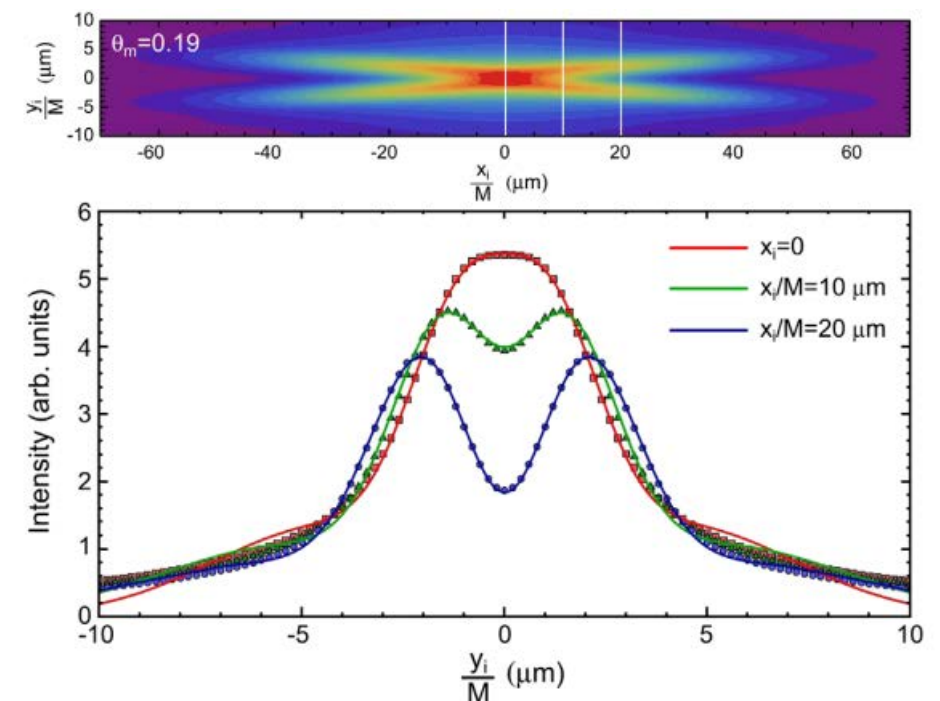 θm=0.19
10
5
0
-5
-10
yi
M
(μm)
-60 -40 -20 0 20 40 60
xi
M
(μm)
6
5
4
3
2
1
0
Intensity (arb. units)
xi=0
xi/M=10 μm
xi/M=20 μm
-10 -5 0 5 10
yi
M
(μm)